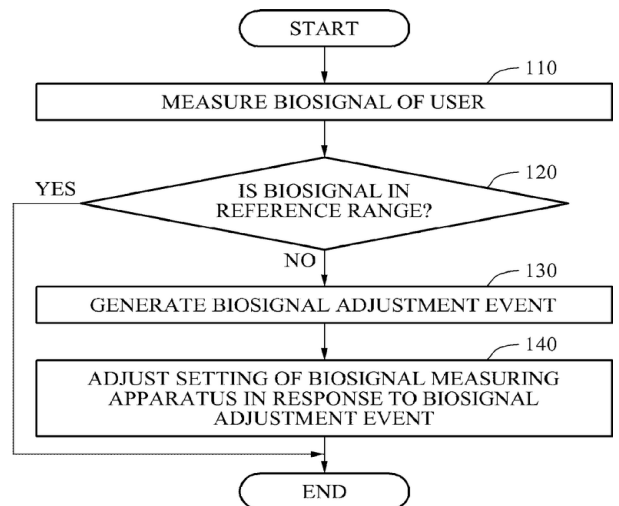 START
110
MEASURE BIOSIGNAL OF USER
120
YES
IS BIOSIGNAL IN
REFERENCE RANGE?
NO
130
GENERATE BIOSIGNAL ADJUSTMENT EVENT
140
ADJUST SETTING OF BIOSIGNAL MEASURING
APPARATUS IN RESPONSE TO BIOSIGNAL
ADJUSTMENT EVENT
END